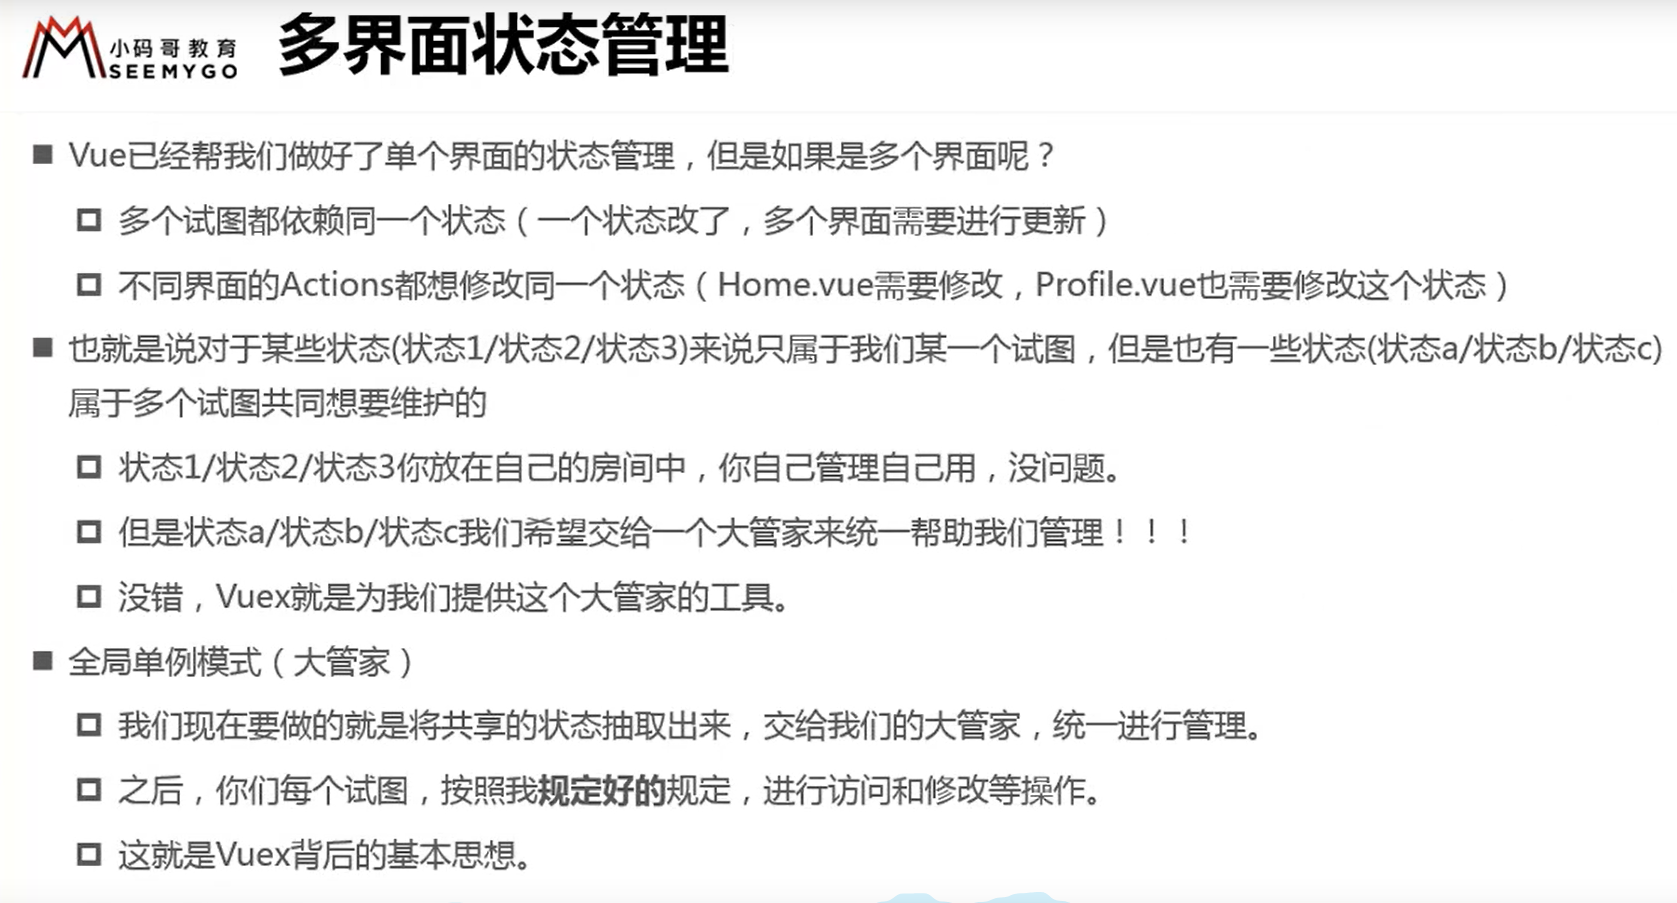 小码哥教育
SEEMYGO
多界面状态管理
Vue已经帮我们做好了单个界面的状态管理，但是如果是多个界面呢？
多个试图都依赖同一个状态（一个状态改了，多个界面需要进行更新）
不同界面的Actions都想修改同一个状态（Home.vue需要修改，Profile.vue也需要修改这个状态）
也就是说对于某些状态(状态1/状态2/状态3)来说只属于我们某一个试图，但是也有一些状态(状态a/状态b/状态c)
属于多个试图共同想要维护的
状态1/状态2/状态3你放在自己的房间中，你自己管理自己用，没问题。
但是状态a/状态b/状态c我们希望交给一个大管家来统一帮助我们管理！！！
没错，Vuex就是为我们提供这个大管家的工具。
全局单例模式（大管家）
我们现在要做的就是将共享的状态抽取出来，交给我们的大管家，统一进行管理。
之后，你们每个试图，按照我规定好的规定，进行访问和修改等操作。
这就是Vuex背后的基本思想。